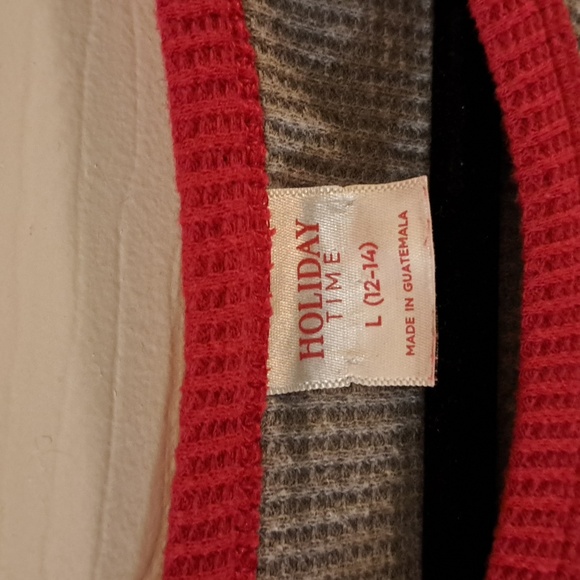 HOLIDAY
TIME
L (12-14)
MADE IN GUATEMALA